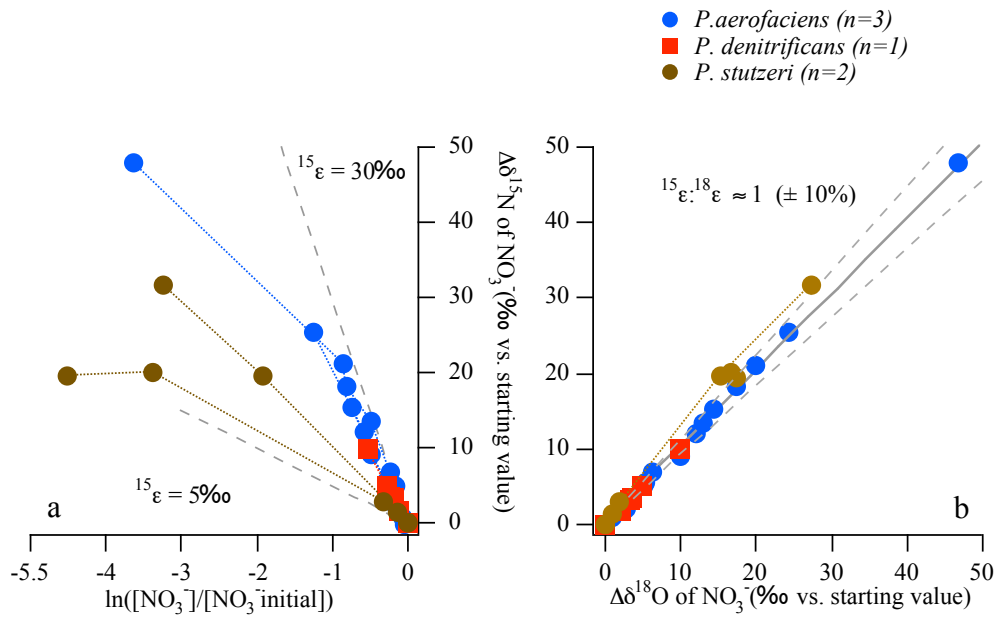 P.aerofaciens (n=3)
P. denitrificans (n=1)
P. stutzeri (n=2)
50
40
30
20
10
0
Δδ¹⁵N of NO₃⁻(‰ vs. starting value)
¹⁵ε = 30‰
¹⁵ε = 5‰
a
-5.5
-4
-3
-2
-1
0
ln([NO₃⁻]/[NO₃⁻initial])
50
40
30
20
10
0
¹⁵ε:¹⁸ε ≈ 1 (± 10%)
b
0
10
20
30
40
50
Δδ¹⁸O of NO₃⁻(‰ vs. starting value)